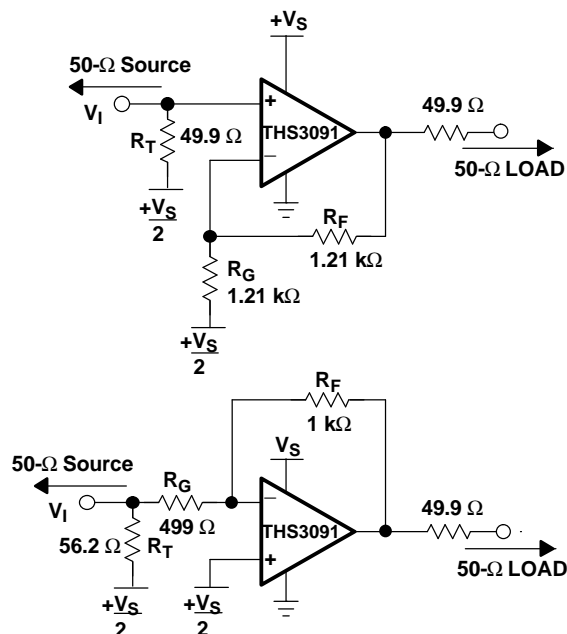 +VS
50-Ω Source
VI
RT
49.9 Ω
+VS
2
+
THS3091
−
49.9 Ω
50-Ω LOAD
RF
1.21 kΩ
RG
1.21 kΩ
+VS
2
RF
1 kΩ
VS
50-Ω Source
VI
RG
499 Ω
56.2 Ω RT
+VS
2
−
THS3091
+
+VS
2
49.9 Ω
50-Ω LOAD